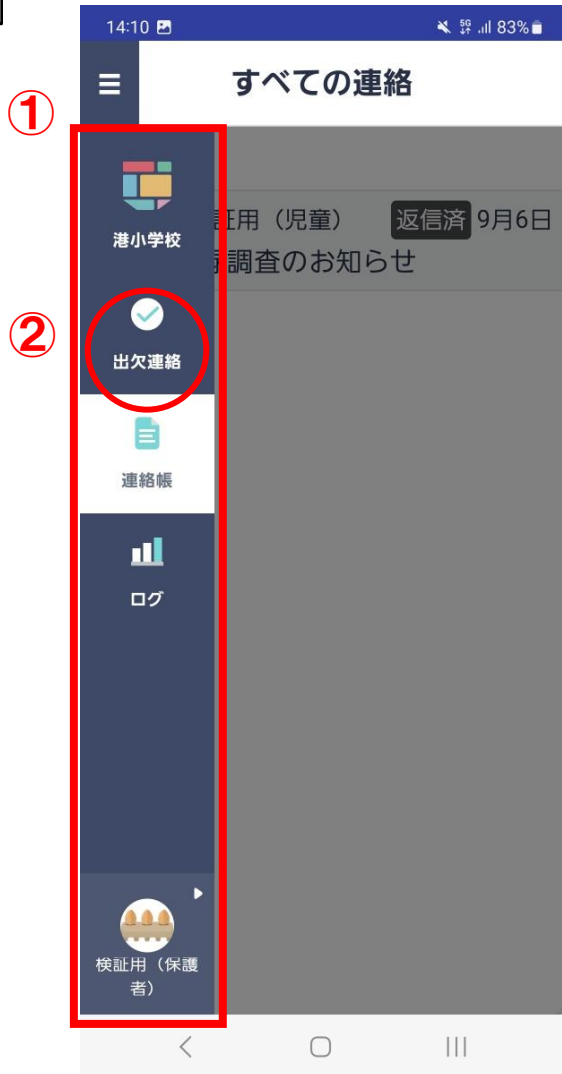 14:10 5G 83%
①
すべての連絡
港小学校
証用（児童） 返信済 9月6日
調査のお知らせ
②
出欠連絡
連絡帳
ログ
検証用（保護
者）